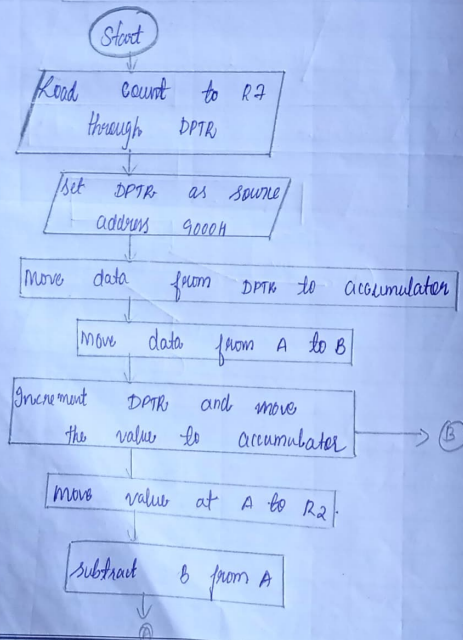 Start
Load count to R7
through DPTR
set DPTR as source
address 9000H
Move data from DPTR to accumulator
Move data from A to B
Increment DPTR and move
the value to accumulator
B
Move value at A to R2.
subtract B from A
A